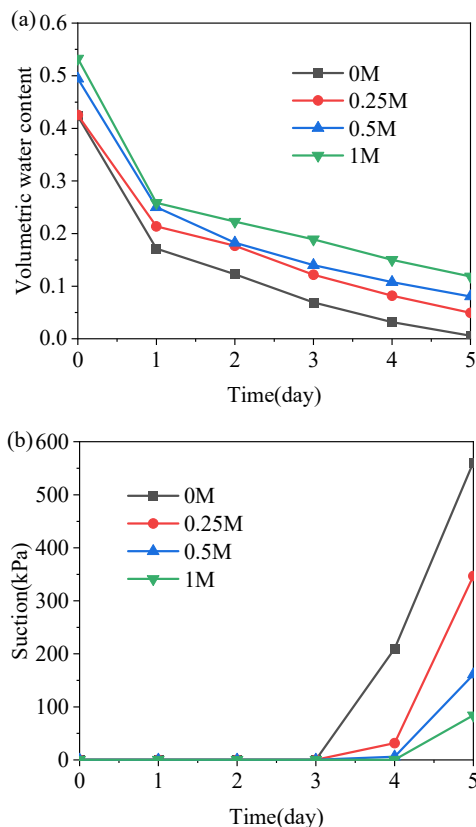 (a)
0.6
0.5
0.4
0.3
0.2
0.1
0.0
Volumetric water content
0M
0.25M
0.5M
1M
0 1 2 3 4 5
Time(day)
(b)
600
500
400
300
200
100
0
Suction(kPa)
0M
0.25M
0.5M
1M
0 1 2 3 4 5
Time(day)